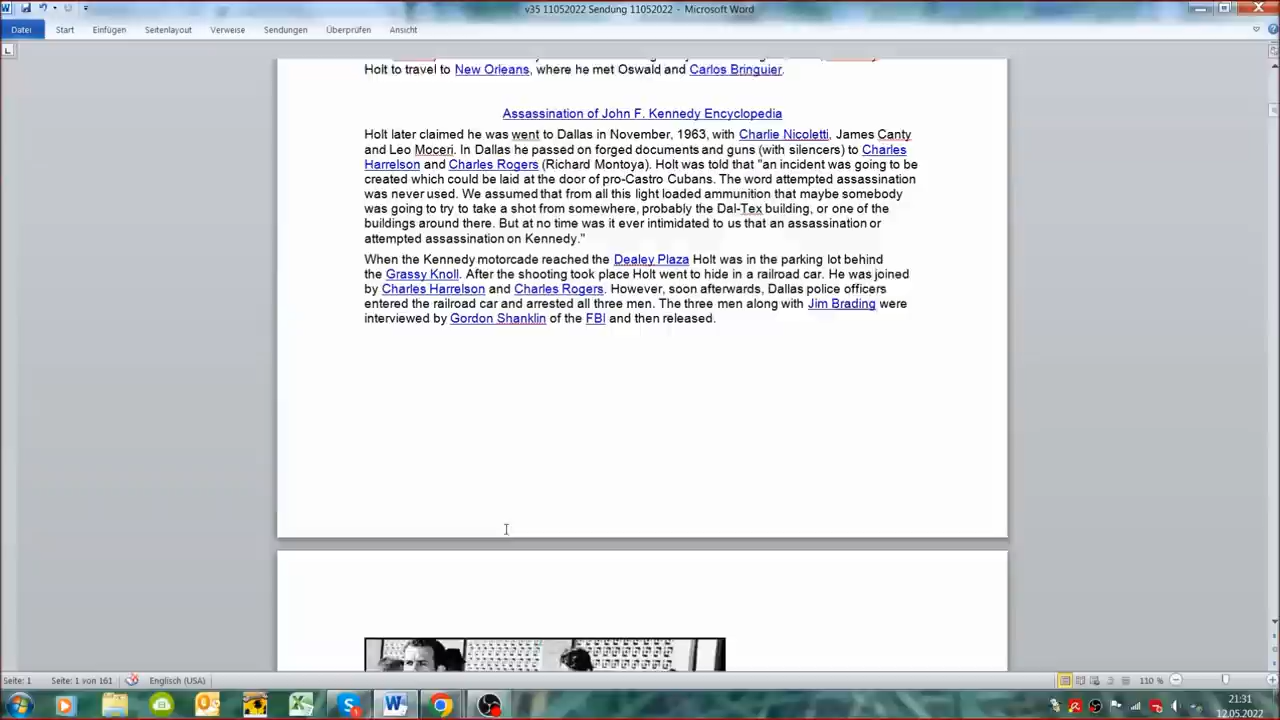 v35 11052022 Sendung 11052022 - Microsoft Word
Datei Start Einfügen Seitenlayout Verweise Sendungen Überprüfen Ansicht
Holt to travel to New Orleans, where he met Oswald and Carlos Bringuier.
Assassination of John F. Kennedy Encyclopedia
Holt later claimed he was went to Dallas in November, 1963, with Charlie Nicoletti, James Canty
and Leo Moceri. In Dallas he passed on forged documents and guns (with silencers) to Charles
Harrelson and Charles Rogers (Richard Montoya). Holt was told that "an incident was going to be
created which could be laid at the door of pro-Castro Cubans. The word attempted assassination
was never used. We assumed that from all this light loaded ammunition that maybe somebody
was going to try to take a shot from somewhere, probably the Dal-Tex building, or one of the
buildings around there. But at no time was it ever intimidated to us that an assassination or
attempted assassination on Kennedy."
When the Kennedy motorcade reached the Dealey Plaza Holt was in the parking lot behind
the Grassy Knoll. After the shooting took place Holt went to hide in a railroad car. He was joined
by Charles Harrelson and Charles Rogers. However, soon afterwards, Dallas police officers
entered the railroad car and arrested all three men. The three men along with Jim Brading were
interviewed by Gordon Shanklin of the FBI and then released.
Seite: 1 Seite: 1 von 161 Englisch (USA) 110 %
21:31
12.05.2022